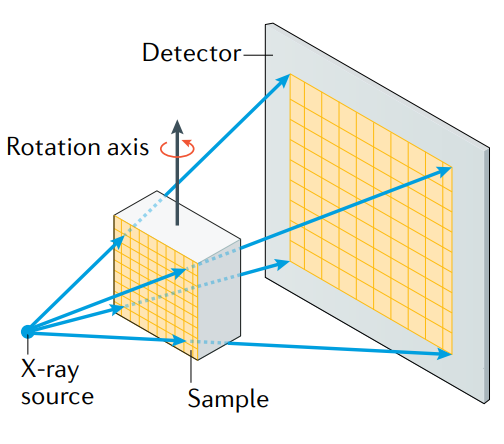 Detector
Rotation axis
X-ray
source
Sample